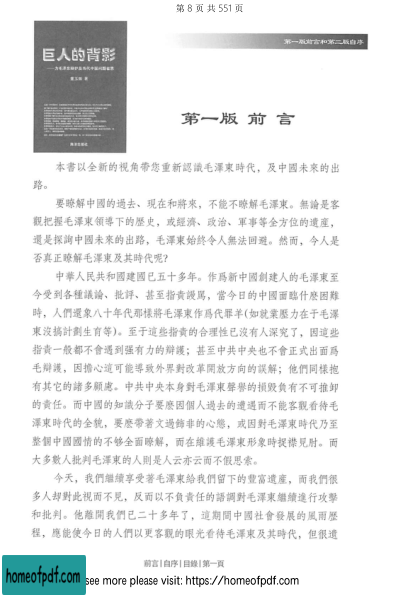 第 8 页 共 551 页
第一版前言和第二版自序
巨人的背影
第一版 前 言
本書以全新的視角帶您重新認識毛澤東時代，及中國未來的出
路。
要瞭解中國的過去、現在和將來，不能不瞭解毛澤東。無論是客
觀把握毛澤東領導下的歷史，或經濟、政治、軍事等全方位的遺産，
還是探詢中國未來的出路，毛澤東始終令人無法回避。然而，今人是
否真正瞭解毛澤東及其時代呢?
中華人民共和國建國已五十多年。作爲新中國創建人的毛澤東至
今受到各種議論、批評、甚至指責謾駡，當今日的中國面臨什麽困難
時，人們還象八十年代那樣將毛澤東作爲代罪羊(如就業壓力在于毛澤
東沒搞計劃生育等)。至于這些指責的合理性已沒有人深究了，因這些
指責一般都不會遇到强有力的辯護；甚至中共中央也不會正式出面爲
毛辯護，因擔心這可能導致外界對改革開放方向的誤解；他們同樣抱
有其它的諸多顧慮。中共中央本身對毛澤東聲譽的損毁負有不可推卸
的責任。而中國的知識分子要麽因個人過去的遭遇而不能客觀看待毛
澤東時代的全貌，要麽帶著文過飾非的心態，或因對毛澤東時代乃至
整個中國國情的不够全面瞭解，而在維護毛澤東形象時捉襟見肘。而
大多數人批判毛澤東的人則是人云亦云而不假思索。
今天，我們繼續享受著毛澤東給我們留下的豐富遺産，而我們很
多人却對此視而不見，反而以不負責任的語調對毛澤東繼續進行攻擊
和批判。他離開我們已二十多年了，這期間中國社會發展的風雨歷
程，應能使今日的人們以更客觀的眼光看待毛澤東及其時代，但很遺
前言|自序|目錄|第一頁
homeofpdf.com
see more please visit: https://homeofpdf.com